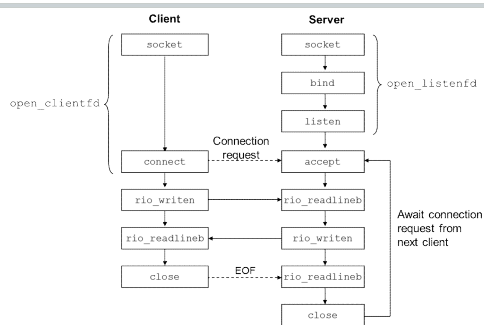 Client
Server
socket
socket
bind
open_clientfd
open_listenfd
listen
Connection
request
connect
accept
rio_writen
rio_readlineb
rio_readlineb
rio_writen
Await connection
request from
next client
close
EOF
rio_readlineb
close